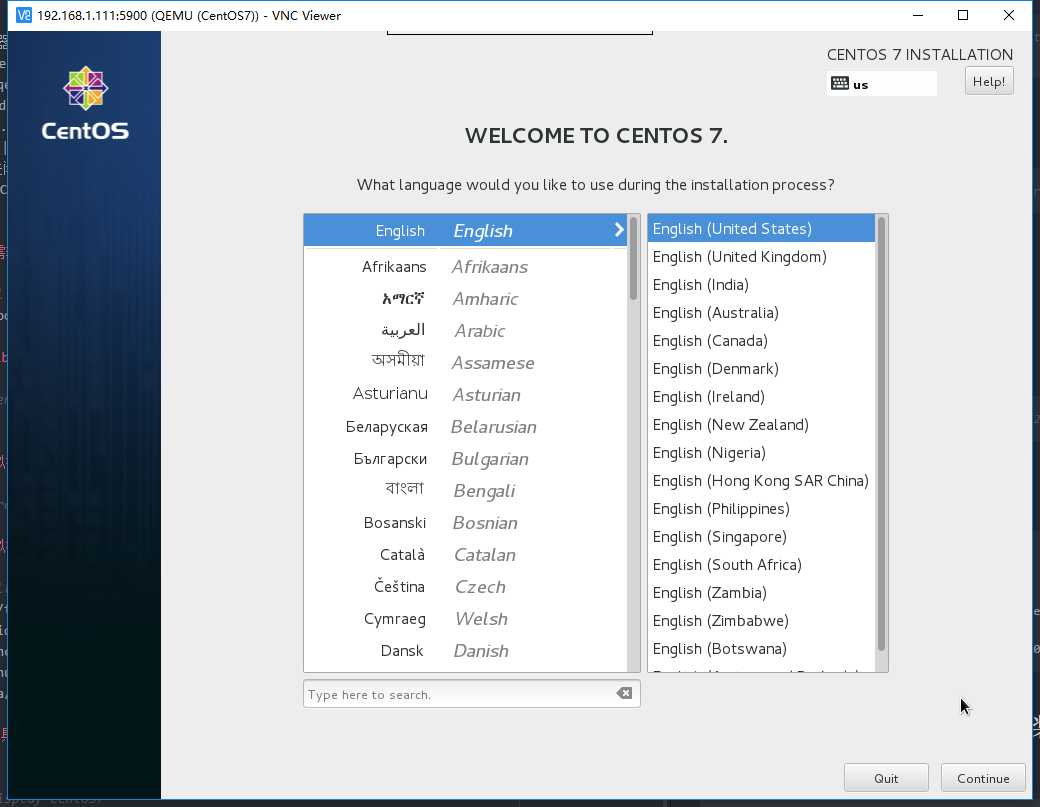 192.168.1.111:5900 (QEMU (CentOS7)) - VNC Viewer
CentOS
CENTOS 7 INSTALLATION
us
Help!
WELCOME TO CENTOS 7.
What language would you like to use during the installation process?
English English
Afrikaans Afrikaans
አማርኛ Amharic
العربية Arabic
অসমীয়া Assamese
Asturianu Asturian
Беларуская Belarusian
Български Bulgarian
বাংলা Bengali
Bosanski Bosnian
Català Catalan
Čeština Czech
Cymraeg Welsh
Dansk Danish
Type here to search.
English (United States)
English (United Kingdom)
English (India)
English (Australia)
English (Canada)
English (Denmark)
English (Ireland)
English (New Zealand)
English (Nigeria)
English (Hong Kong SAR China)
English (Philippines)
English (Singapore)
English (South Africa)
English (Zambia)
English (Zimbabwe)
English (Botswana)
Quit
Continue